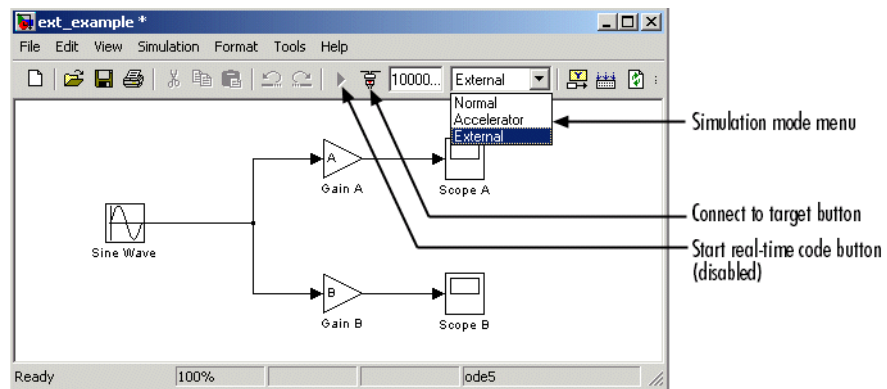 ext_example *
File Edit View Simulation Format Tools Help
10000... External
Normal
Accelerator
External
Simulation mode menu
A
Gain A
Scope A
Connect to target button
Start real-time code button
(disabled)
Sine Wave
B
Gain B
Scope B
Ready 100% ode5